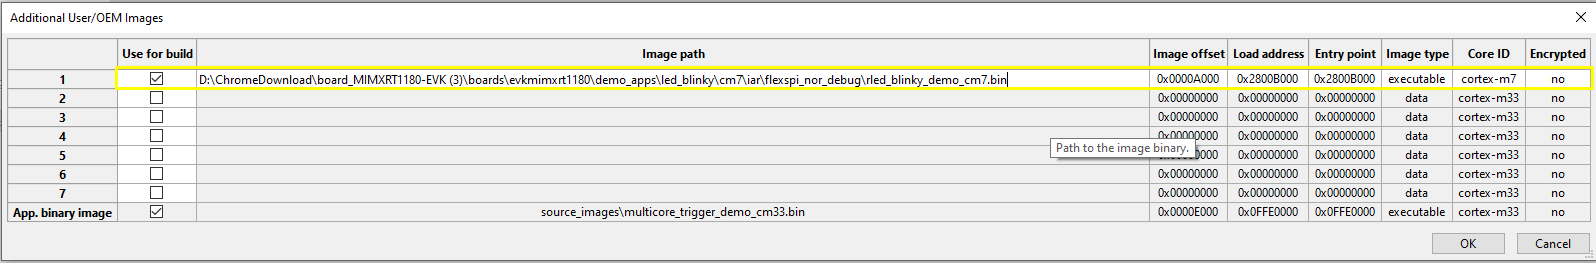 Additional User/OEM Images
Use for build Image path Image offset Load address Entry point Image type Core ID Encrypted
1 D:\ChromeDownload\board_MIMXRT1180-EVK (3)\boards\evkmimxrt1180\demo_apps\led_blinky\cm7\iar\flexspi_nor_debug\rled_blinky_demo_cm7.bin 0x0000A000 0x2800B000 0x2800B000 executable cortex-m7 no
2 0x00000000 0x00000000 0x00000000 data cortex-m33 no
3 0x00000000 0x00000000 0x00000000 data cortex-m33 no
4 0x00000000 0x00000000 0x00000000 data cortex-m33 no
Path to the image binary.
5 0x00000000 0x00000000 0x00000000 data cortex-m33 no
6 0x00000000 0x00000000 0x00000000 data cortex-m33 no
7 0x00000000 0x00000000 0x00000000 data cortex-m33 no
App. binary image source_images\multicore_trigger_demo_cm33.bin 0x0000E000 0x0FFE0000 0x0FFE0000 executable cortex-m33 no
OK Cancel